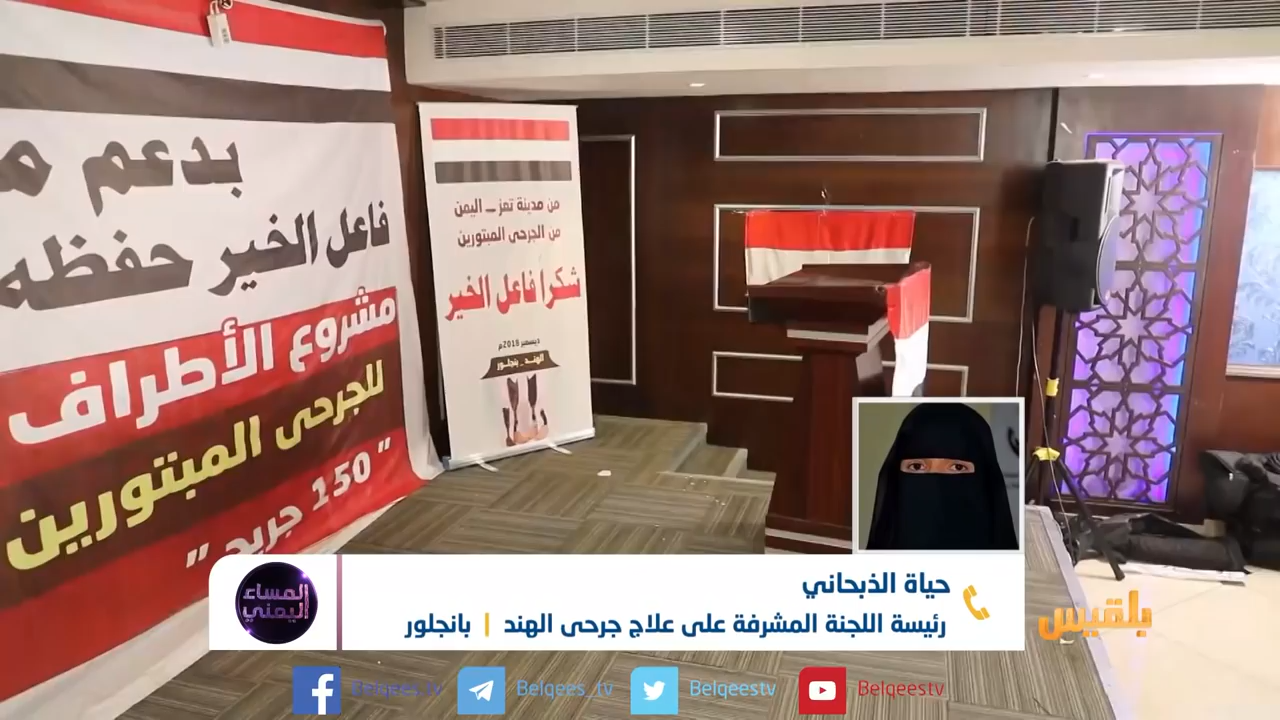 بدعم
فاعل الخير حفظه
مشروع الأطراف
للجرحى المبتورين
" 150 جريح "
من مدينة تعز _ اليمن
من الجرحى المبتورين
شكرا فاعل الخير
ديسمبر 2018م
الهند _ بنجلور
حياة الذبحاني
رئيسة اللجنة المشرفة على علاج جرحى الهند | بانجلور
المساء
اليمني
بلقيس
Belqees.tv
Belqees_tv
Belqeestv
Belqeestv